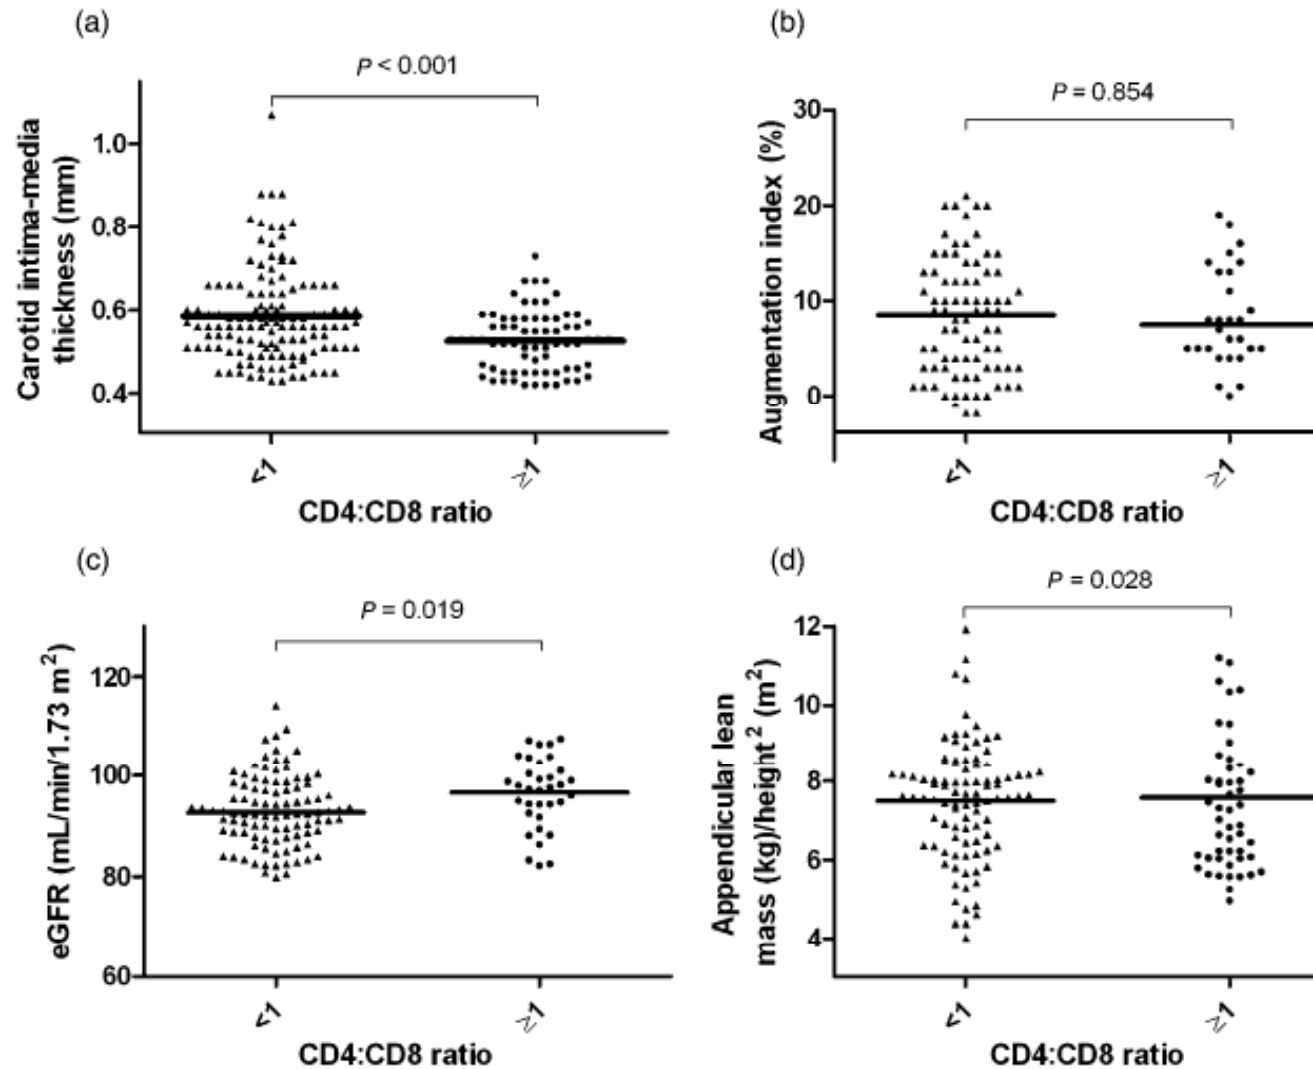 (a)
P < 0.001
Carotid intima-media
thickness (mm)
1.0
0.8
0.6
0.4
<1
≥1
CD4:CD8 ratio
(b)
P = 0.854
Augmentation index (%)
30
20
10
0
<1
≥1
CD4:CD8 ratio
(c)
P = 0.019
eGFR (mL/min/1.73 m²)
120
100
80
60
<1
≥1
CD4:CD8 ratio
(d)
P = 0.028
Appendicular lean
mass (kg)/height² (m²)
12
10
8
6
4
<1
≥1
CD4:CD8 ratio